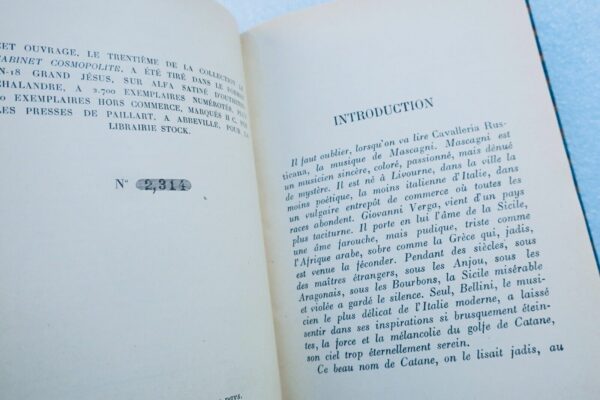 CET OUVRAGE, LE TRENTIÈME DE LA COLLECTION LE
CABINET COSMOPOLITE, A ÉTÉ TIRÉ DANS LE FORMAT
IN-18 GRAND JÉSUS, SUR ALFA SATINÉ D'OUTHENIN
CHALANDRE, A 2.700 EXEMPLAIRES NUMÉROTÉS, PLUS
EXEMPLAIRES HORS COMMERCE, MARQUÉS H C, PAR
LES PRESSES DE PAILLART, A ABBEVILLE, POUR LA
LIBRAIRIE STOCK.
N° 2,314
pays.
INTRODUCTION
Il faut oublier, lorsqu'on va lire Cavalleria Rus-
ticana, la musique de Mascagni. Mascagni est
un musicien sincère, coloré, passionné, mais dénué
de mystère. Il est né à Livourne, dans la ville la
moins poétique, la moins italienne d'Italie, dans
un vulgaire entrepôt de commerce où toutes les
races abondent. Giovanni Verga, vient d'un pays
plus taciturne. Il porte en lui l'âme de la Sicile,
une âme farouche, mais pudique, triste comme
l'Afrique arabe, sobre comme la Grèce qui, jadis,
est venue la féconder. Pendant des siècles, sous
des maîtres étrangers, sous les Anjou, sous les
Aragonais, sous les Bourbons, la Sicile misérable
et violée a gardé le silence. Seul, Bellini, le musi-
cien le plus délicat de l'Italie moderne, a laissé
sentir dans ses inspirations si brusquement étein-
tes, la force et la mélancolie du golfe de Catane,
son ciel trop éternellement serein.
Ce beau nom de Catane, on le lisait jadis, au